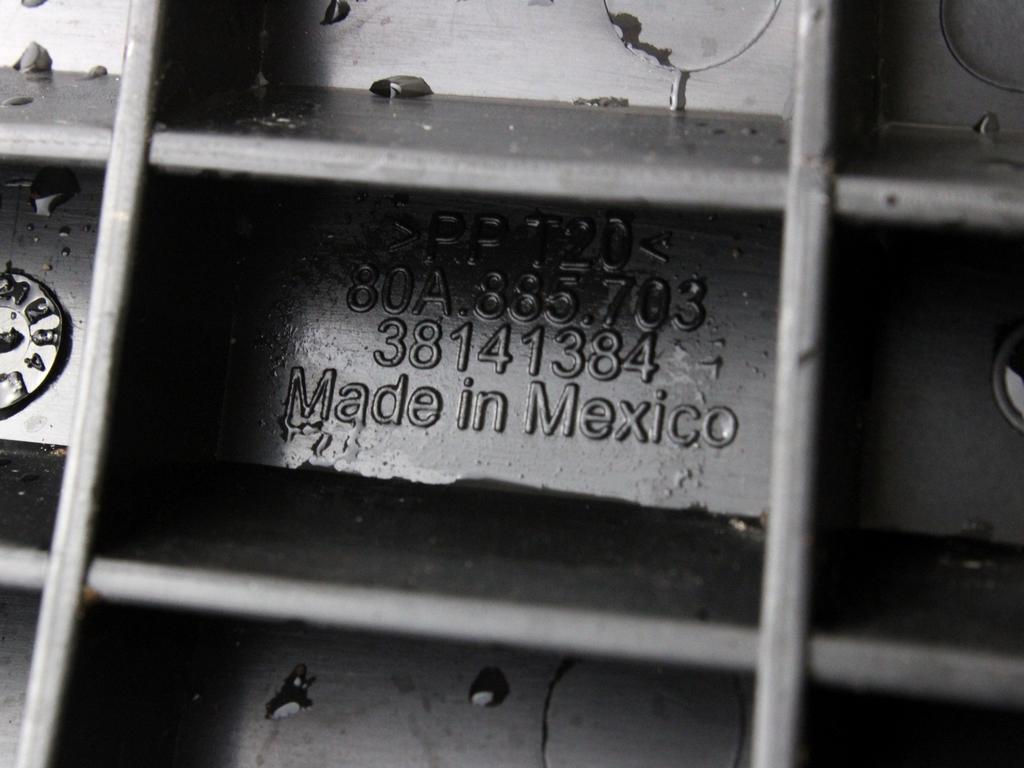 >PP T20<
80A.885.703
38141384
Made in Mexico